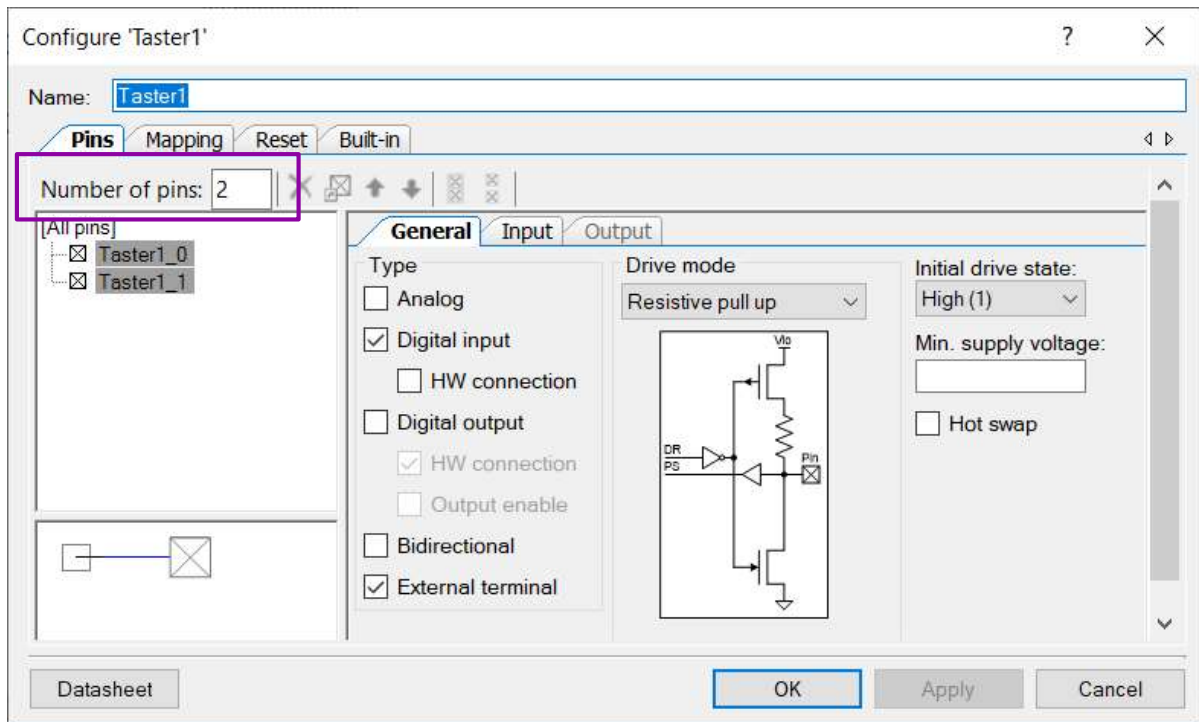 Configure 'Taster1'
?
Name: Taster1
Pins Mapping Reset Built-in
Number of pins: 2
[All pins]
Taster1_0
Taster1_1
General Input Output
Type
Analog
Digital input
HW connection
Digital output
HW connection
Output enable
Bidirectional
External terminal
Drive mode
Resistive pull up
Vio
DR
PS
Pin
Initial drive state:
High (1)
Min. supply voltage:
Hot swap
Datasheet OK Apply Cancel